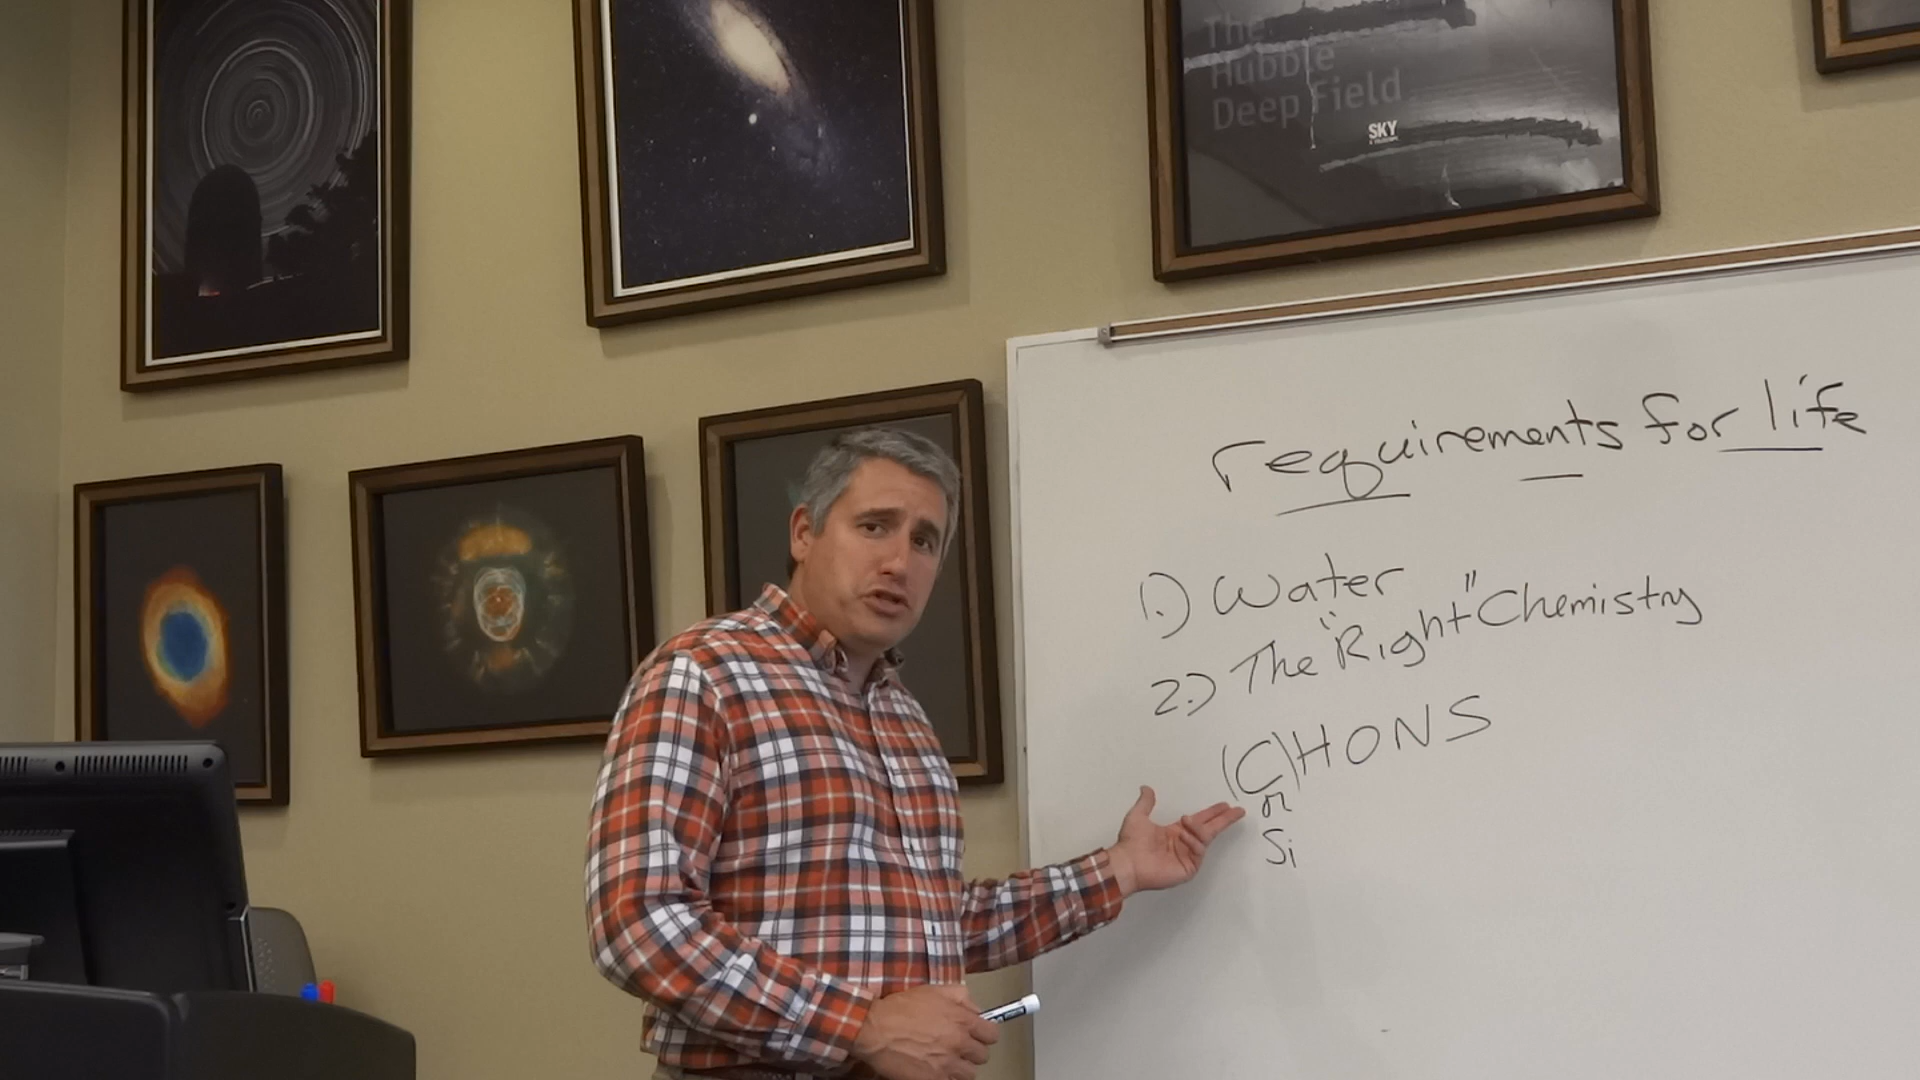 The
Hubble
Deep Field
SKY
requirements for life
1.) Water
2.) The "Right" Chemistry
(C)HONS
or
Si